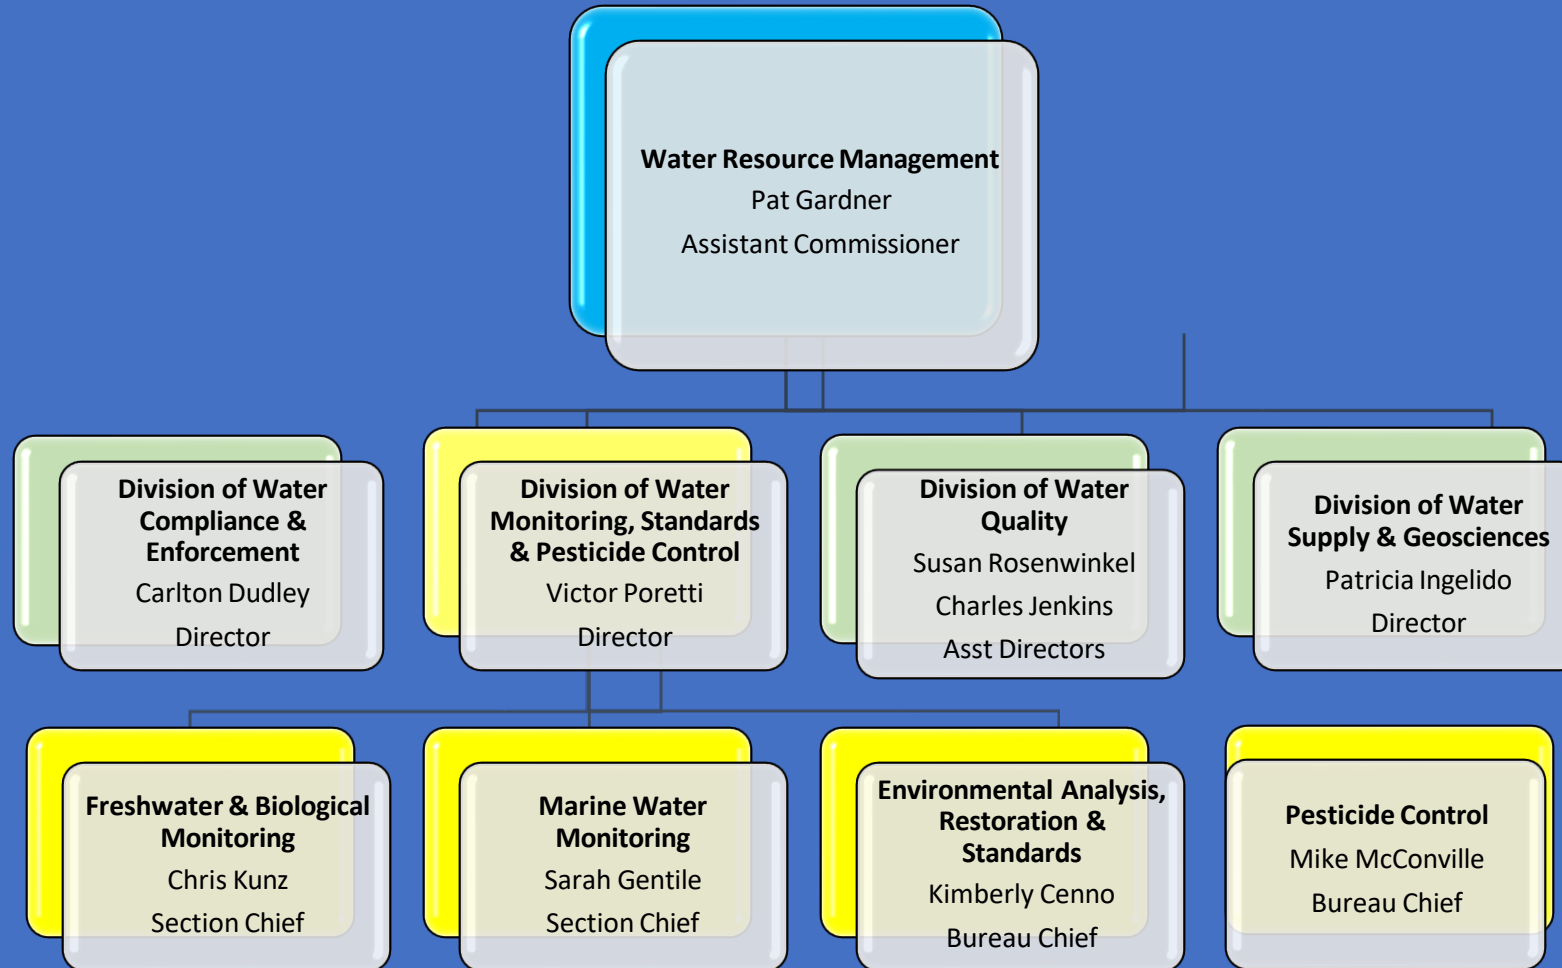 Water Resource Management
Pat Gardner
Assistant Commissioner
Division of Water
Compliance &
Enforcement
Carlton Dudley
Director
Division of Water
Monitoring, Standards
& Pesticide Control
Victor Poretti
Director
Division of Water
Quality
Susan Rosenwinkel
Charles Jenkins
Asst Directors
Division of Water
Supply & Geosciences
Patricia Ingelido
Director
Freshwater & Biological
Monitoring
Chris Kunz
Section Chief
Marine Water
Monitoring
Sarah Gentile
Section Chief
Environmental Analysis,
Restoration &
Standards
Kimberly Cenno
Bureau Chief
Pesticide Control
Mike McConville
Bureau Chief